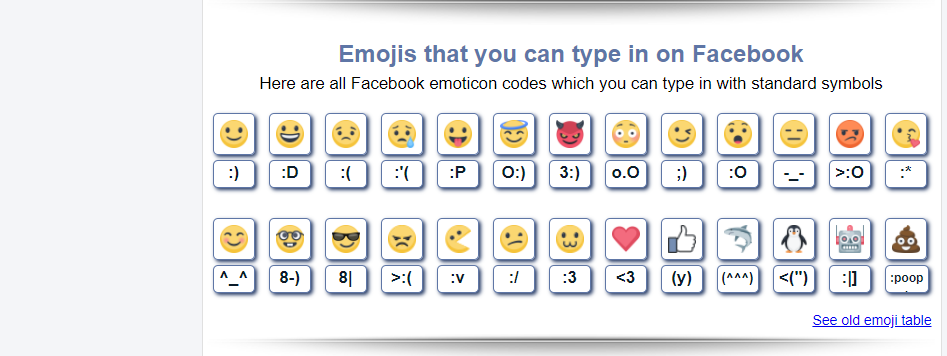 Emojis that you can type in on Facebook
Here are all Facebook emoticon codes which you can type in with standard symbols
:) :D :( :'( :P O:) 3:) o.O ;) :O -_- >:O :*
^_^ 8-) 8| >:( :v :/ :3 <3 (y) (^^^) <(") :|] :poop
See old emoji table